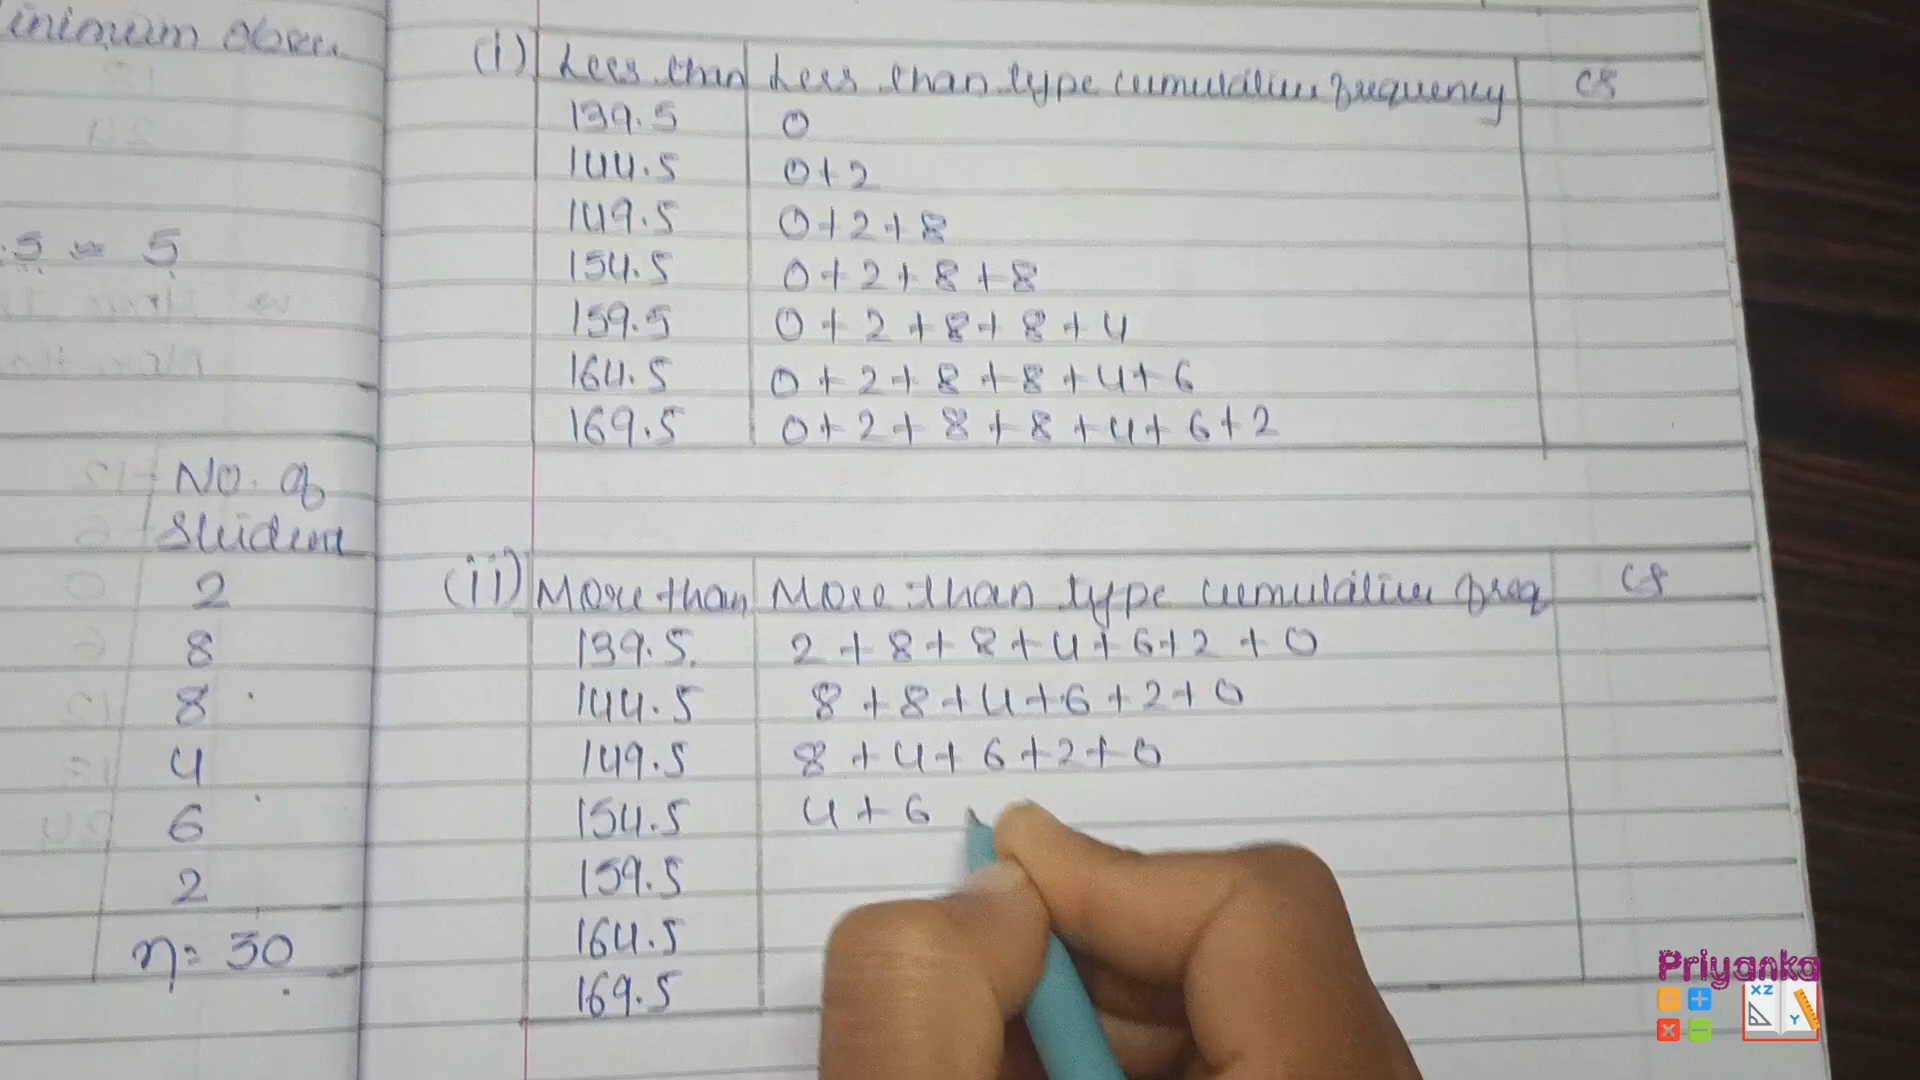 inimum obser.
.5 = 5
No. of
Student
2
8
8
4
6
2
n= 30
(i) Less than Less than type cumulative frequency cf
139.5 0
144.5 0+2
149.5 0+2+8
154.5 0+2+8+8
159.5 0+2+8+8+4
164.5 0+2+8+8+4+6
169.5 0+2+8+8+4+6+2
(ii) More than More than type cumulative freq cf
139.5 2+8+8+4+6+2+0
144.5 8+8+4+6+2+0
149.5 8+4+6+2+0
154.5 4+6
159.5
164.5
169.5
Priyanka
XZ
Y